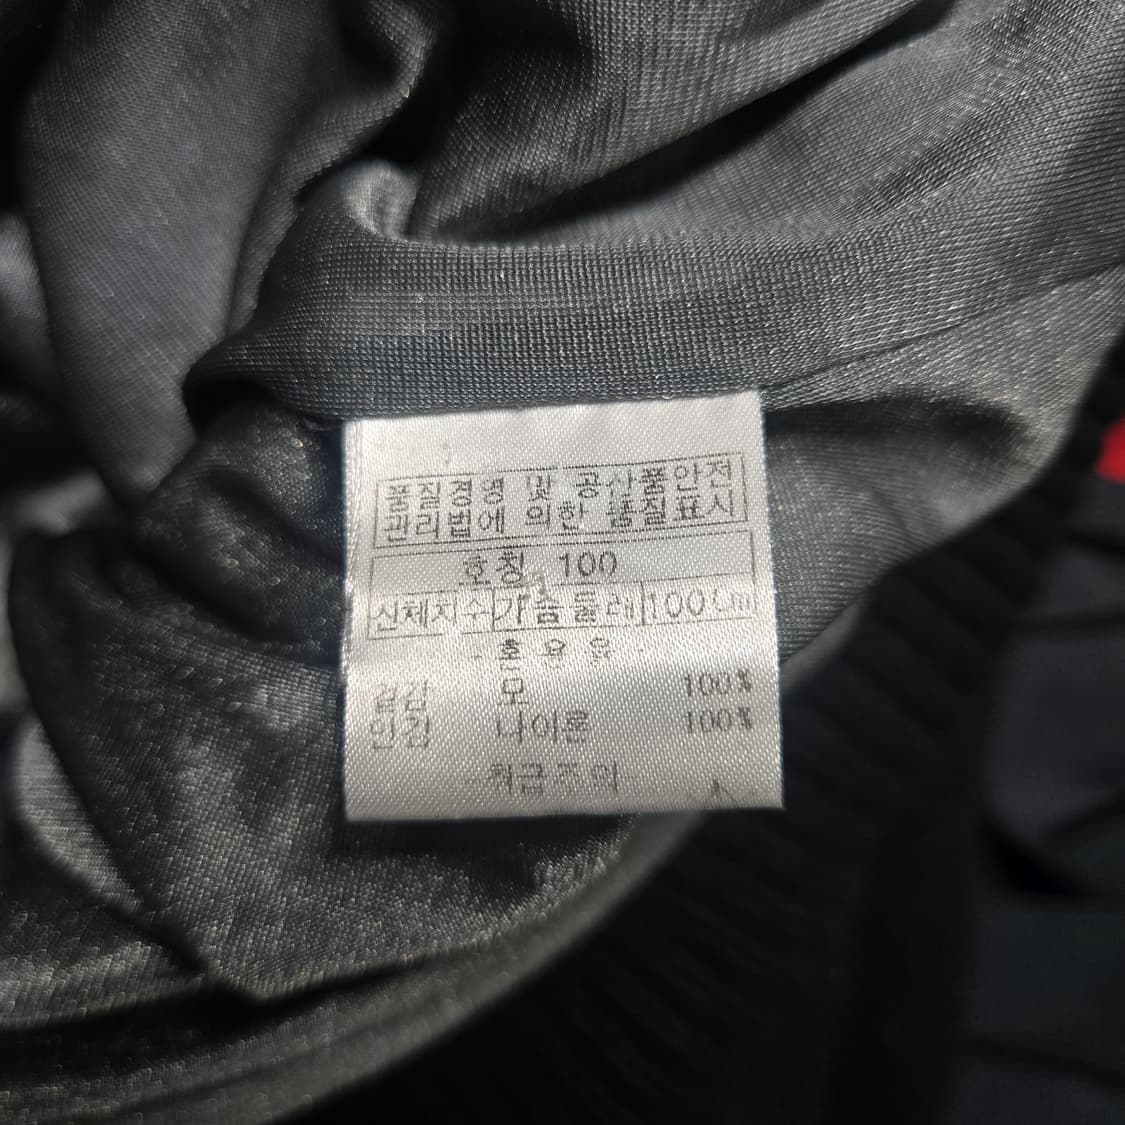 품질경영 및 공산품안전
관리법에 의한 품질표시
호칭 100
신체치수 가슴둘레 100Cm
- 혼용율 -
겉감 모 100%
안감 나이론 100%
- 취급주의 -